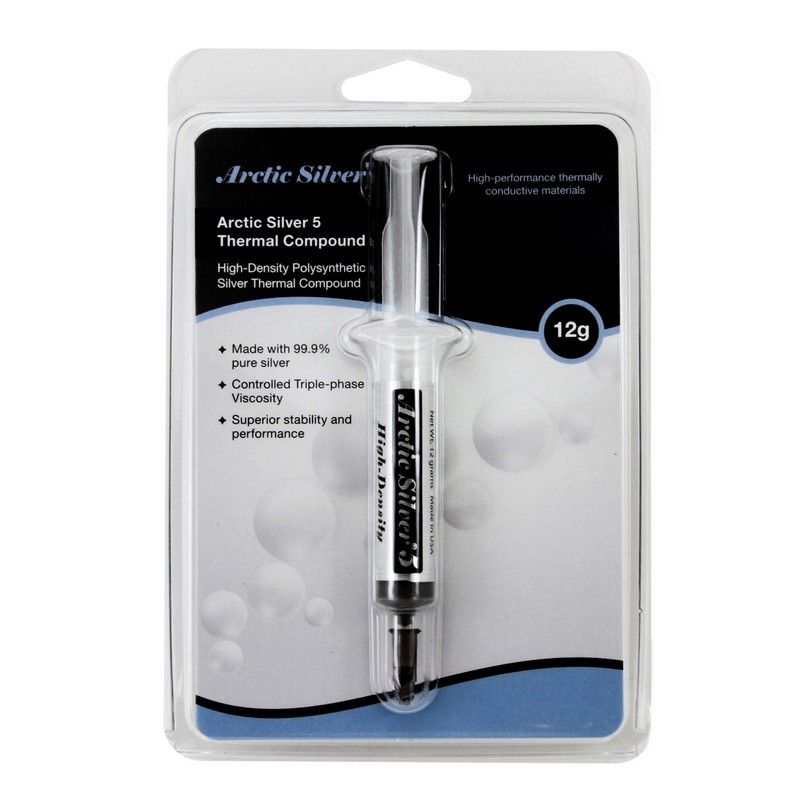 Arctic Silver
High-performance thermally
conductive materials
Arctic Silver 5
Thermal Compound
High-Density Polysynthetic
Silver Thermal Compound
12g
Made with 99.9%
pure silver
Controlled Triple-phase
Viscosity
Superior stability and
performance
Net Wt. 12 grams Made in USA
Arctic Silver® 5
High-Density